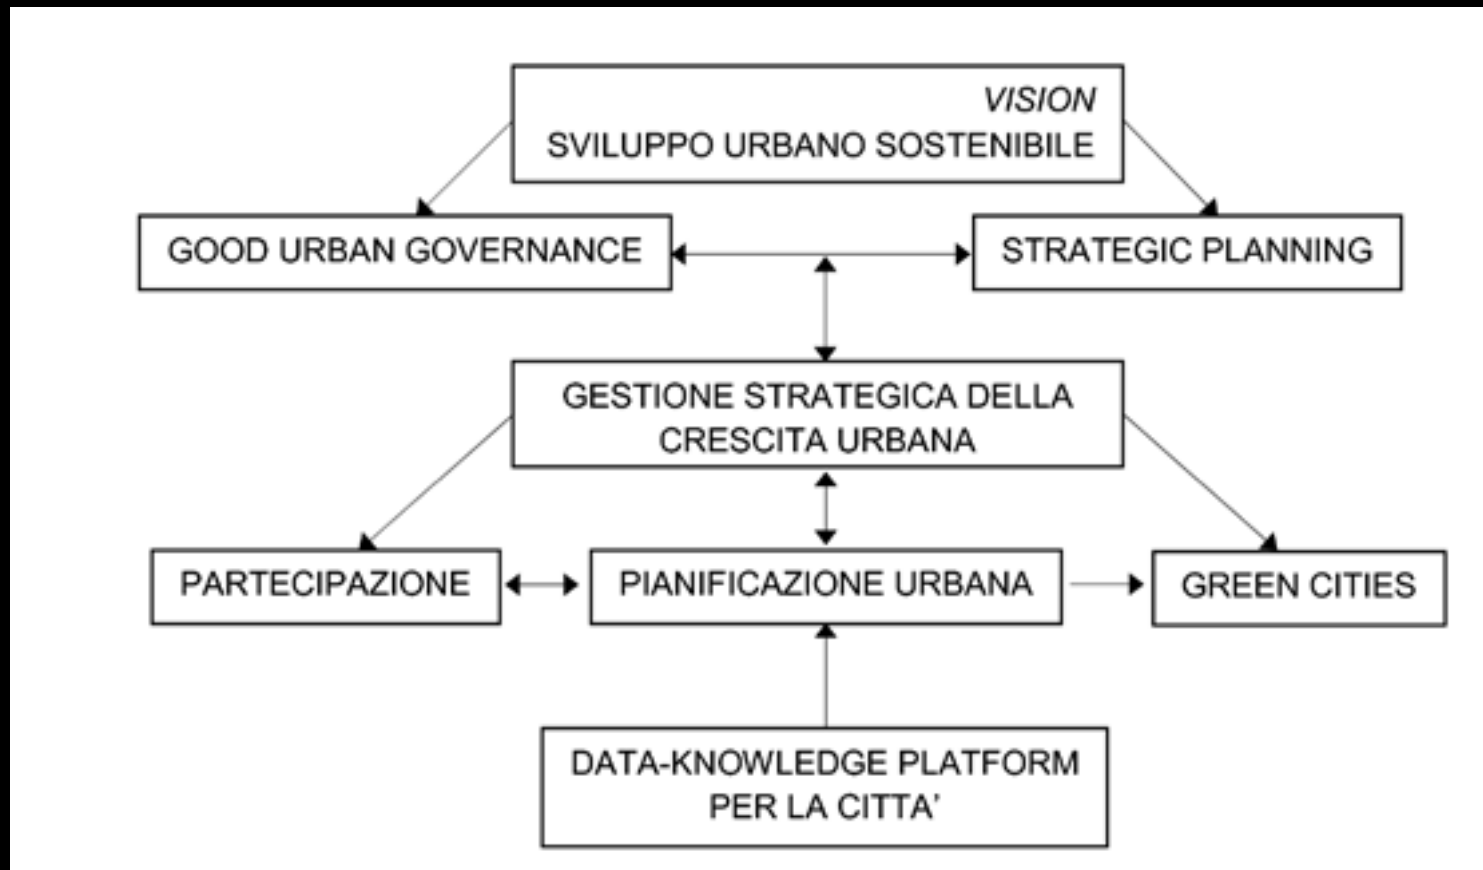 VISION
SVILUPPO URBANO SOSTENIBILE
GOOD URBAN GOVERNANCE
STRATEGIC PLANNING
GESTIONE STRATEGICA DELLA
CRESCITA URBANA
PARTECIPAZIONE
PIANIFICAZIONE URBANA
GREEN CITIES
DATA-KNOWLEDGE PLATFORM
PER LA CITTA'